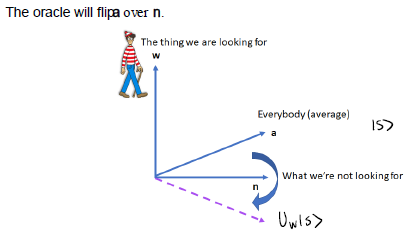 The oracle will flip a over n.
The thing we are looking for
w
Everybody (average)
|S>
a
What we're not looking for
n
Uw|S>